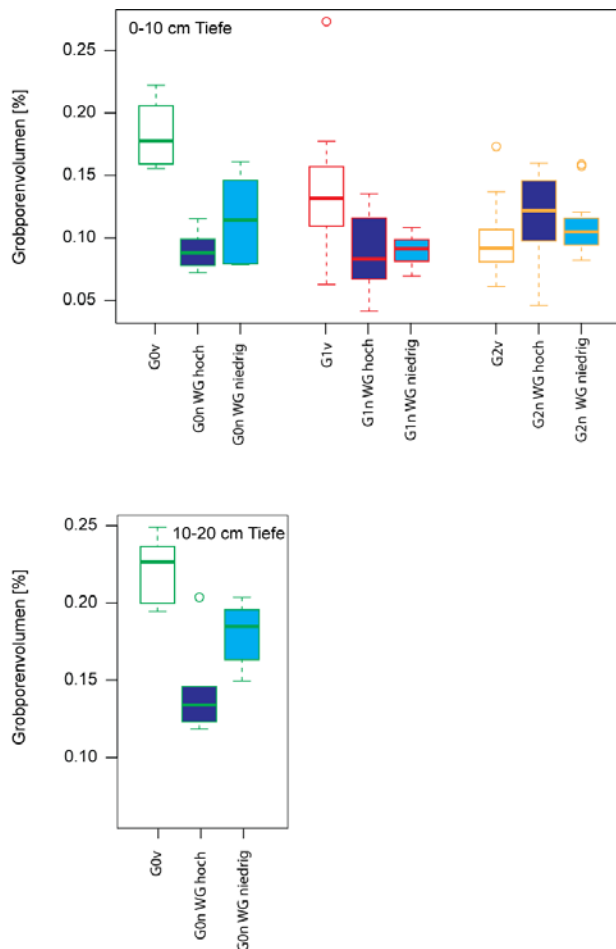 0-10 cm Tiefe
Grobporenvolumen [%]
0.25
0.20
0.15
0.10
0.05
G0v
G0n WG hoch
G0n WG niedrig
G1v
G1n WG hoch
G1n WG niedrig
G2v
G2n WG hoch
G2n WG niedrig
10-20 cm Tiefe
Grobporenvolumen [%]
0.25
0.20
0.15
0.10
G0v
G0n WG hoch
G0n WG niedrig